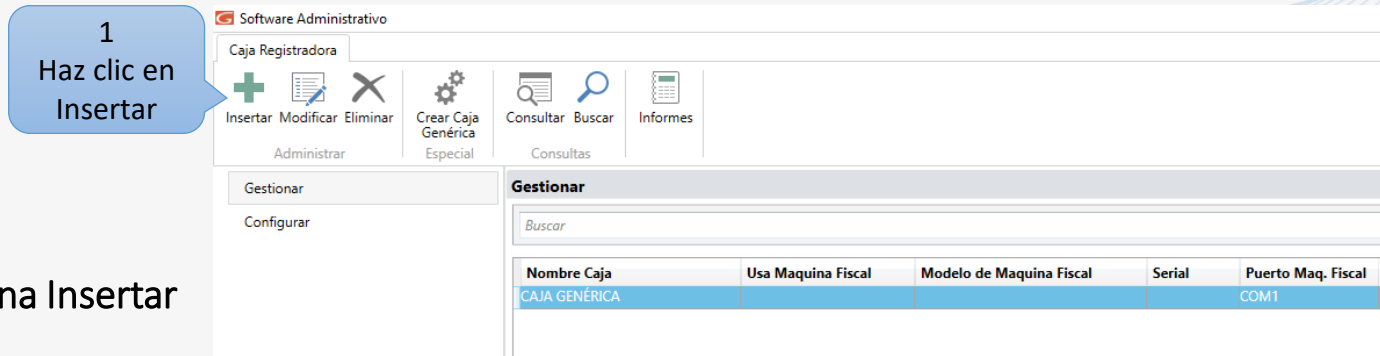 1
Haz clic en
Insertar
na Insertar
Software Administrativo
Caja Registradora
Insertar Modificar Eliminar
Administrar
Crear Caja
Genérica
Especial
Consultar Buscar
Consultas
Informes
Gestionar
Configurar
Gestionar
Buscar
Nombre Caja Usa Maquina Fiscal Modelo de Maquina Fiscal Serial Puerto Maq. Fiscal
CAJA GENÉRICA COM1